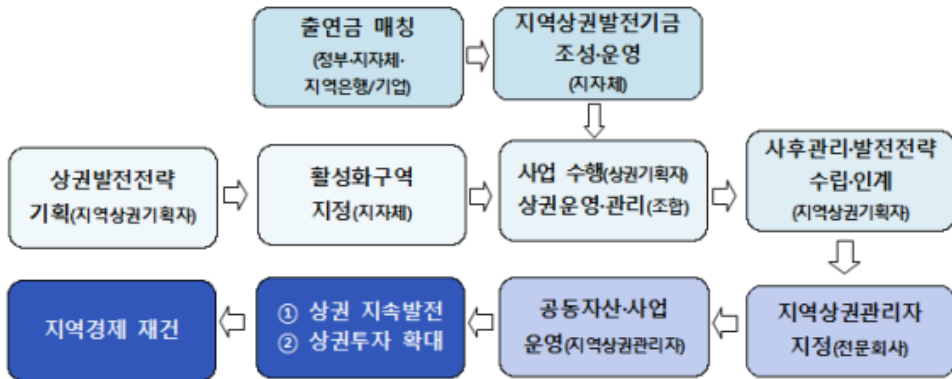 출연금 매칭
(정부·지자체·
지역은행/기업)
지역상권발전기금
조성·운영
(지자체)
상권발전전략
기획(지역상권기획자)
활성화구역
지정(지자체)
사업 수행(상권기획자)
상권운영·관리(조합)
사후관리·발전전략
수립·인계
(지역상권기획자)
지역상권관리자
지정(전문회사)
공동자산·사업
운영(지역상권관리자)
① 상권 지속발전
② 상권투자 확대
지역경제 재건